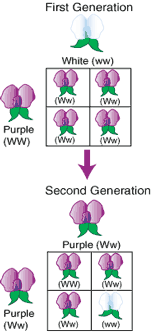 First Generation
White (ww)
(Ww) (Ww)
Purple
(WW)
(Ww) (Ww)
Second Generation
Purple (Ww)
(WW) (Ww)
Purple
(Ww)
(Ww) (ww)